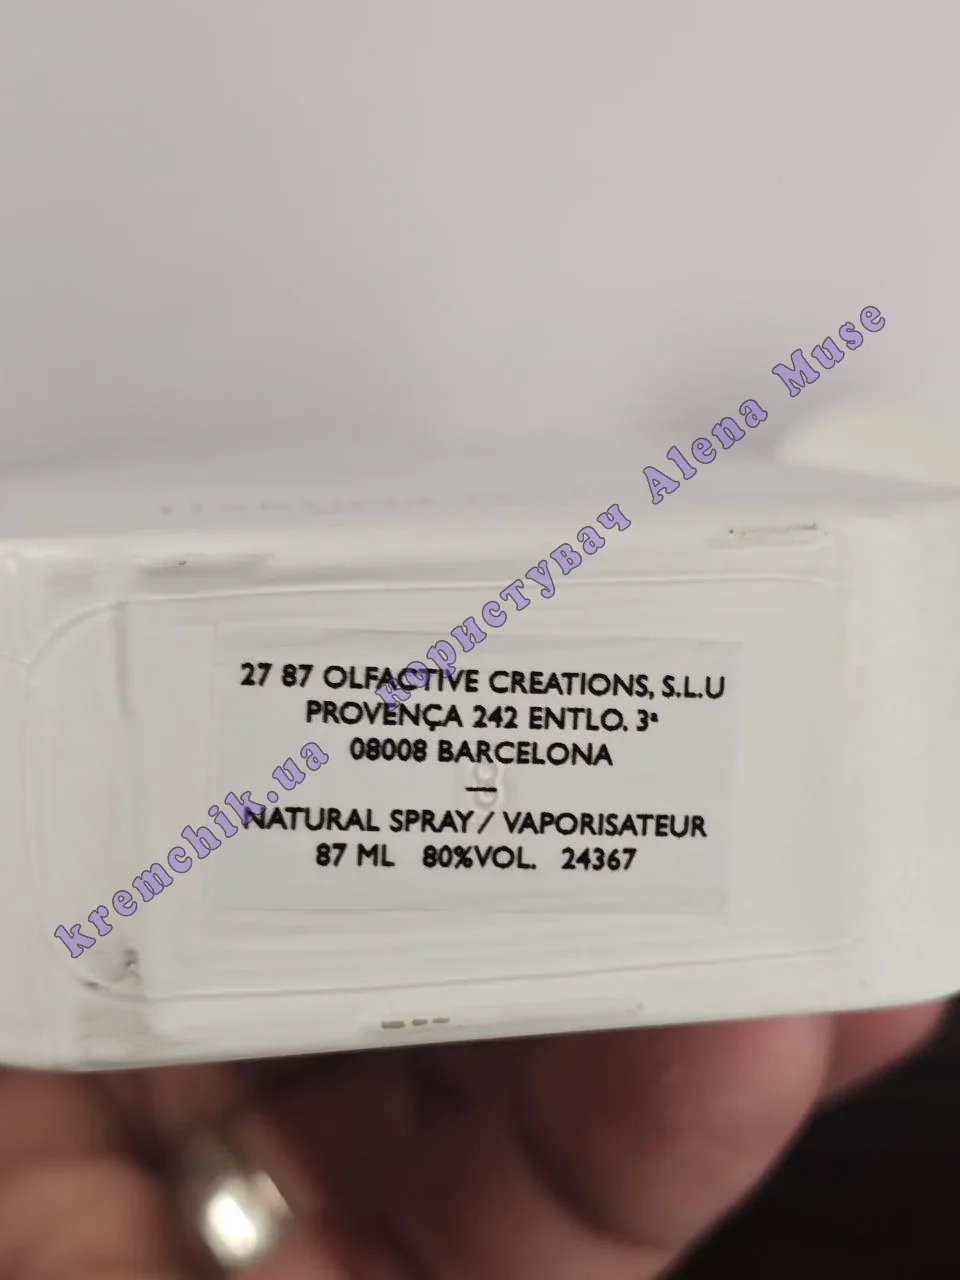 27 87 OLFACTIVE CREATIONS, S.L.U
PROVENÇA 242 ENTLO. 3ª
08008 BARCELONA
—
NATURAL SPRAY / VAPORISATEUR
87 ML 80%VOL. 24367
kremchik.ua користувач Alena Muse